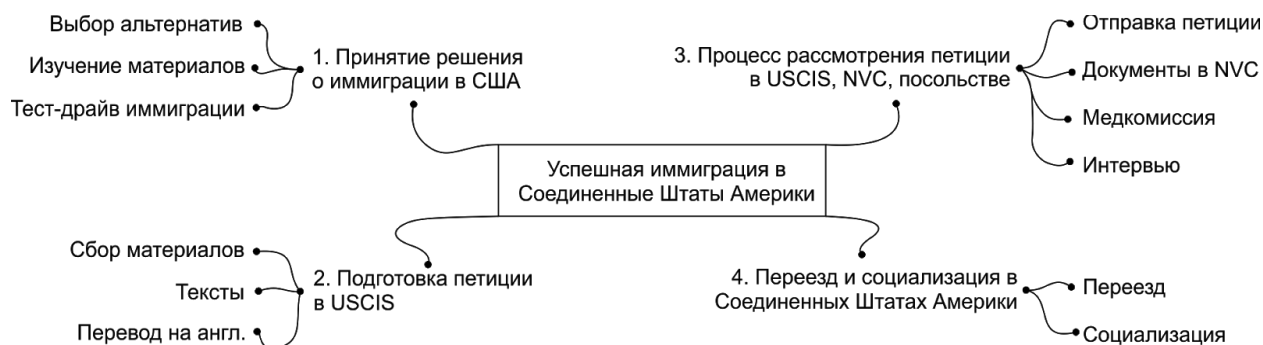 Выбор альтернатив
Изучение материалов
Тест-драйв иммиграции
1. Принятие решения
о иммиграции в США
3. Процесс рассмотрения петиции
в USCIS, NVC, посольстве
Отправка петиции
Документы в NVC
Медкомиссия
Интервью
Успешная иммиграция в
Соединенные Штаты Америки
Сбор материалов
Тексты
Перевод на англ.
2. Подготовка петиции
в USCIS
4. Переезд и социализация в
Соединенных Штатах Америки
Переезд
Социализация